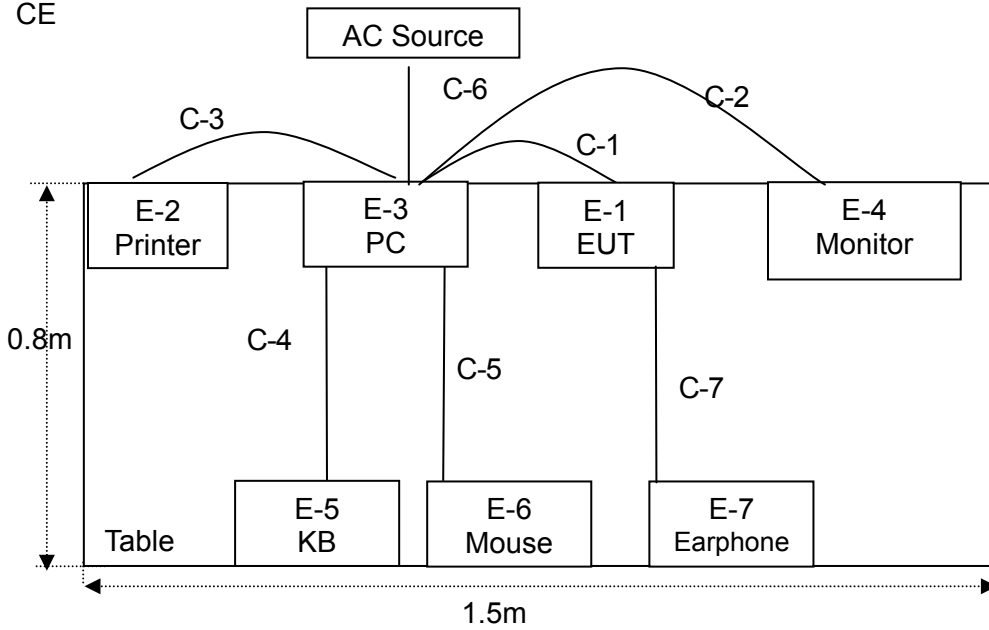 CE
AC Source
C-6
C-2
C-3
C-1
E-2
Printer
E-3
PC
E-1
EUT
E-4
Monitor
0.8m
C-4
C-5
C-7
E-5
KB
E-6
Mouse
E-7
Earphone
Table
1.5m